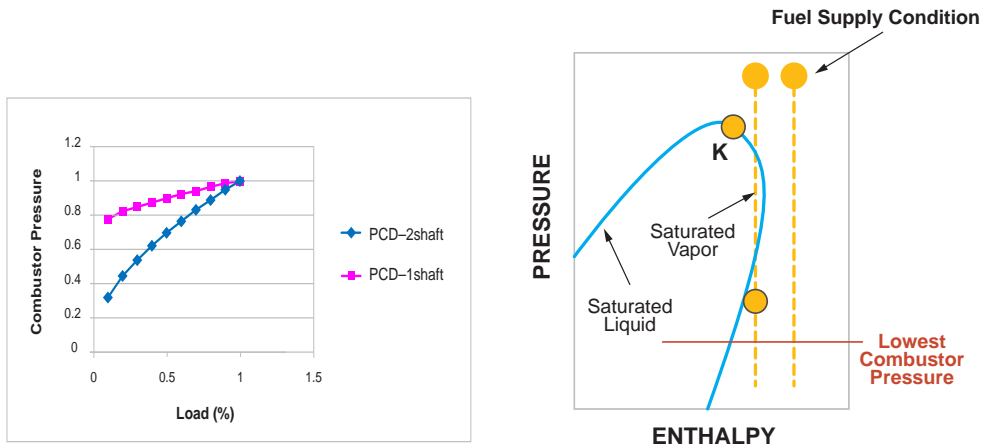 Combustor Pressure
1.2
1
0.8
0.6
0.4
0.2
0
0
0.5
1
1.5
Load (%)
PCD–2shaft
PCD–1shaft
Fuel Supply Condition
PRESSURE
K
Saturated
Vapor
Saturated
Liquid
Lowest
Combustor
Pressure
ENTHALPY